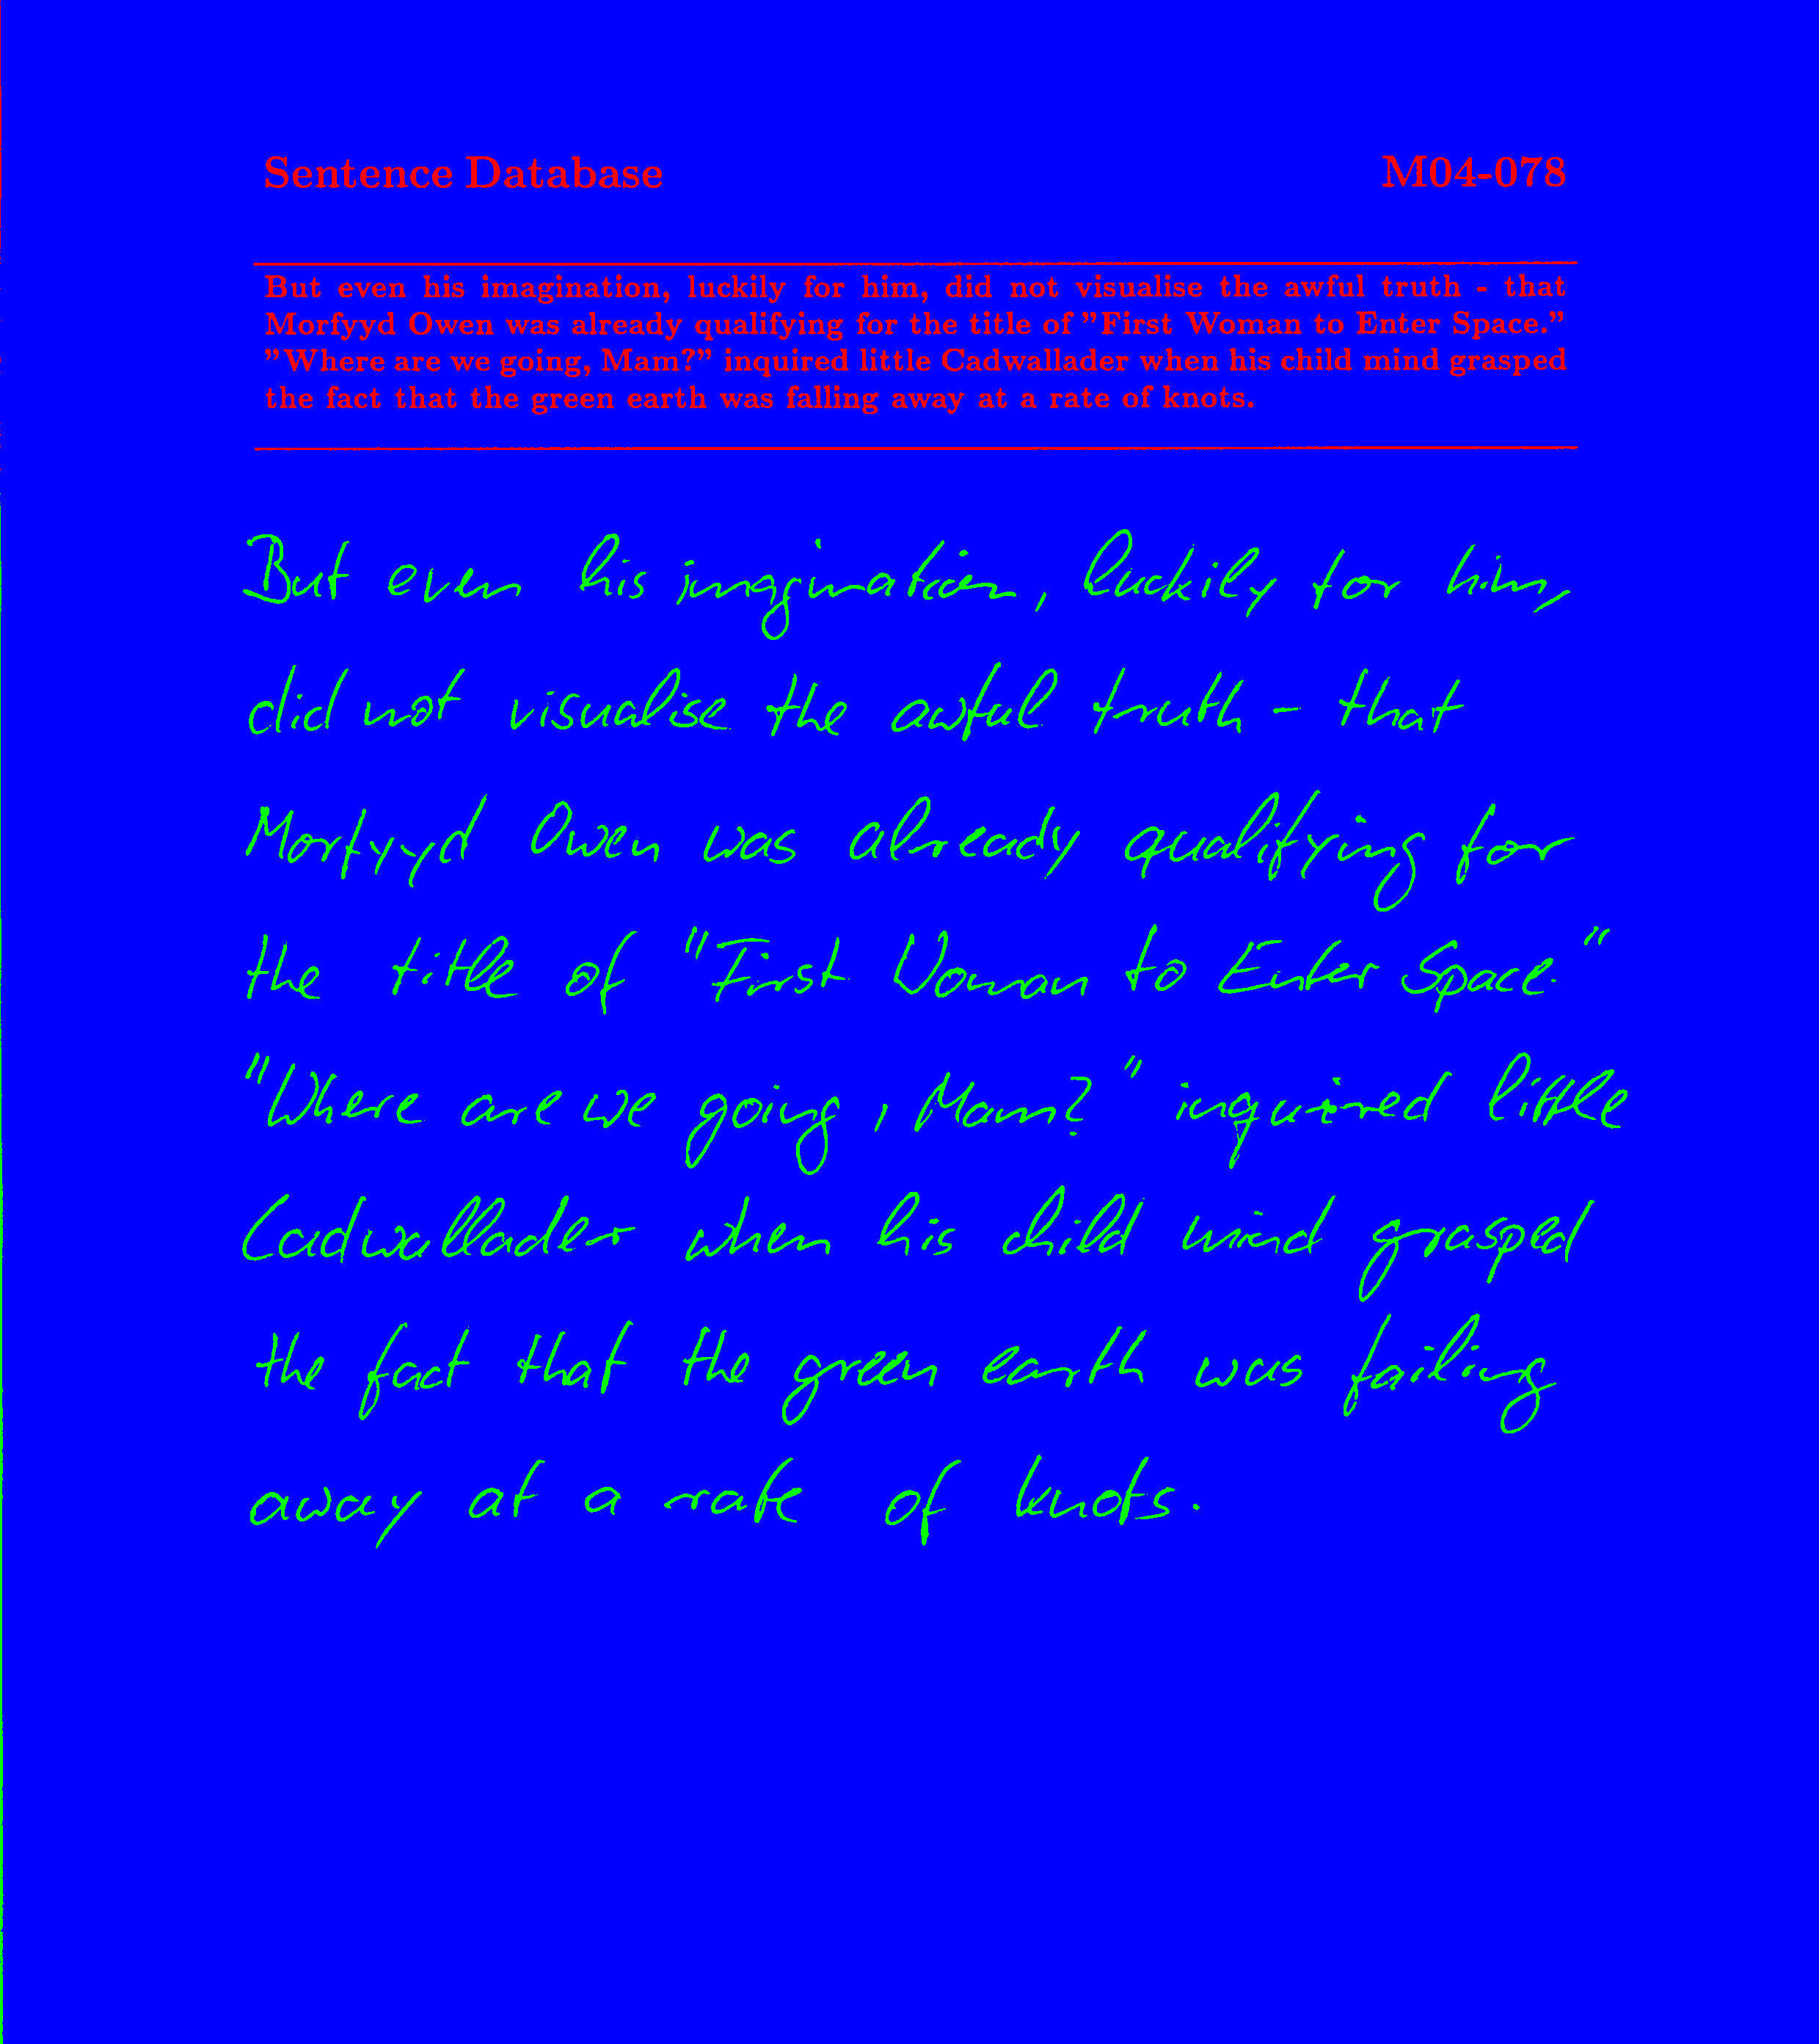 Sentence Database M04-078
But even his imagination, luckily for him, did not visualise the awful truth - that
Morfyyd Owen was already qualifying for the title of "First Woman to Enter Space."
"Where are we going, Mam?" inquired little Cadwallader when his child mind grasped
the fact that the green earth was falling away at a rate of knots.
But even his imagination, luckily for him,
did not visualise the awful truth - that
Morfyyd Owen was already qualifying for
the title of "First Woman to Enter Space."
"Where are we going, Mam?" inquired little
Cadwallader when his child mind grasped
the fact that the green earth was failing
away at a rate of knots.